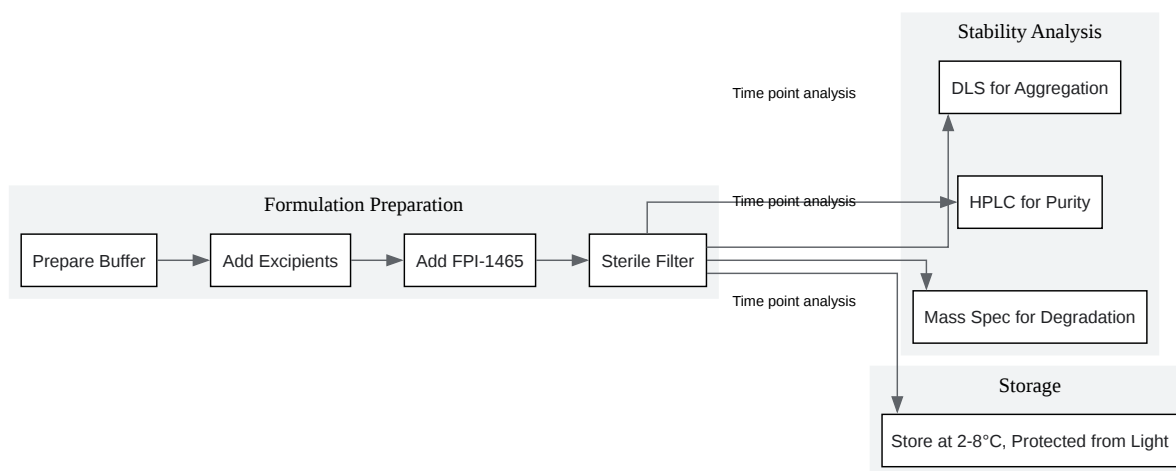 Stability Analysis
DLS for Aggregation
Time point analysis
HPLC for Purity
Time point analysis
Formulation Preparation
Prepare Buffer
Add Excipients
Add FPI-1465
Sterile Filter
Time point analysis
Mass Spec for Degradation
Storage
Store at 2-8°C, Protected from Light